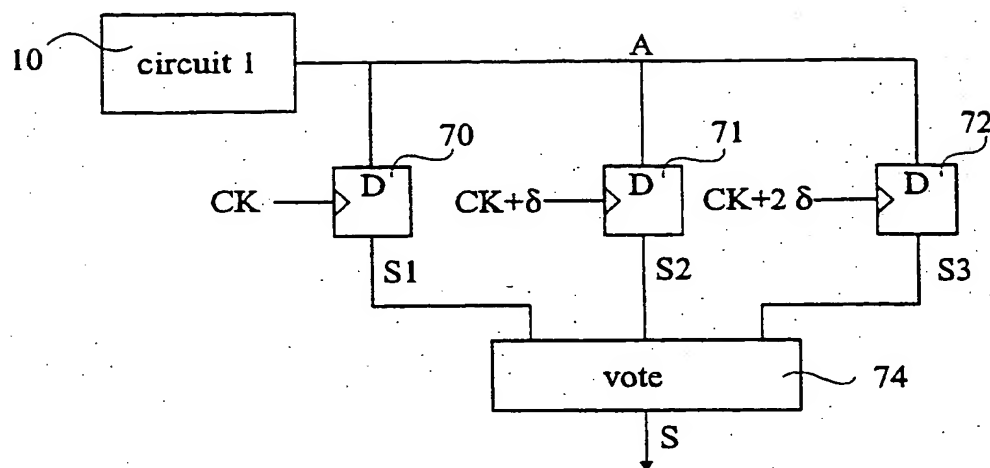 A
10
circuit 1
70
71
72
D
D
D
CK
CK+δ
CK+2 δ
S1
S2
S3
vote
74
S